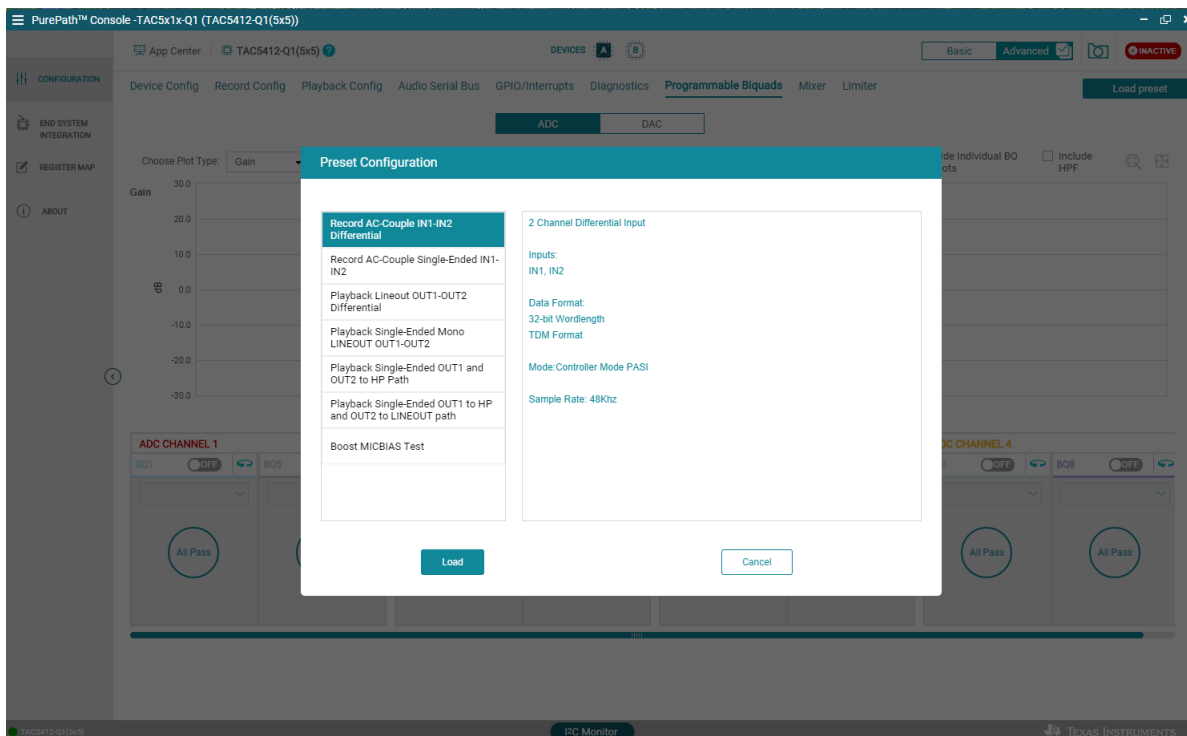 PurePath™ Console -TAC5x1x-Q1 (TAC5412-Q1(5x5))
App Center / TAC5412-Q1(5x5) ?
DEVICES A B
Basic Advanced
INACTIVE
CONFIGURATION
END SYSTEM
INTEGRATION
REGISTER MAP
ABOUT
Device Config Record Config Playback Config Audio Serial Bus GPIO/Interrupts Diagnostics Programmable Biquads Mixer Limiter
Load preset
ADC DAC
Choose Plot Type: Gain
Individual BQ
Include
HPF
Gain
dB
30.0
20.0
10.0
0.0
-10.0
-20.0
-30.0
Preset Configuration
Record AC-Couple IN1-IN2
Differential
Record AC-Couple Single-Ended IN1-
IN2
Playback Lineout OUT1-OUT2
Differential
Playback Single-Ended Mono
LINEOUT OUT1-OUT2
Playback Single-Ended OUT1 and
OUT2 to HP Path
Playback Single-Ended OUT1 to HP
and OUT2 to LINEOUT path
Boost MICBIAS Test
2 Channel Differential Input
Inputs:
IN1, IN2
Data Format:
32-bit Wordlength
TDM Format
Mode:Controller Mode PASI
Sample Rate: 48Khz
Load
Cancel
ADC CHANNEL 1
BQ1 OFF BQ5
All Pass
CHANNEL 4
OFF BQ8 OFF
All Pass All Pass
TAC5412-Q1(5x5)
I²C Monitor
TEXAS INSTRUMENTS